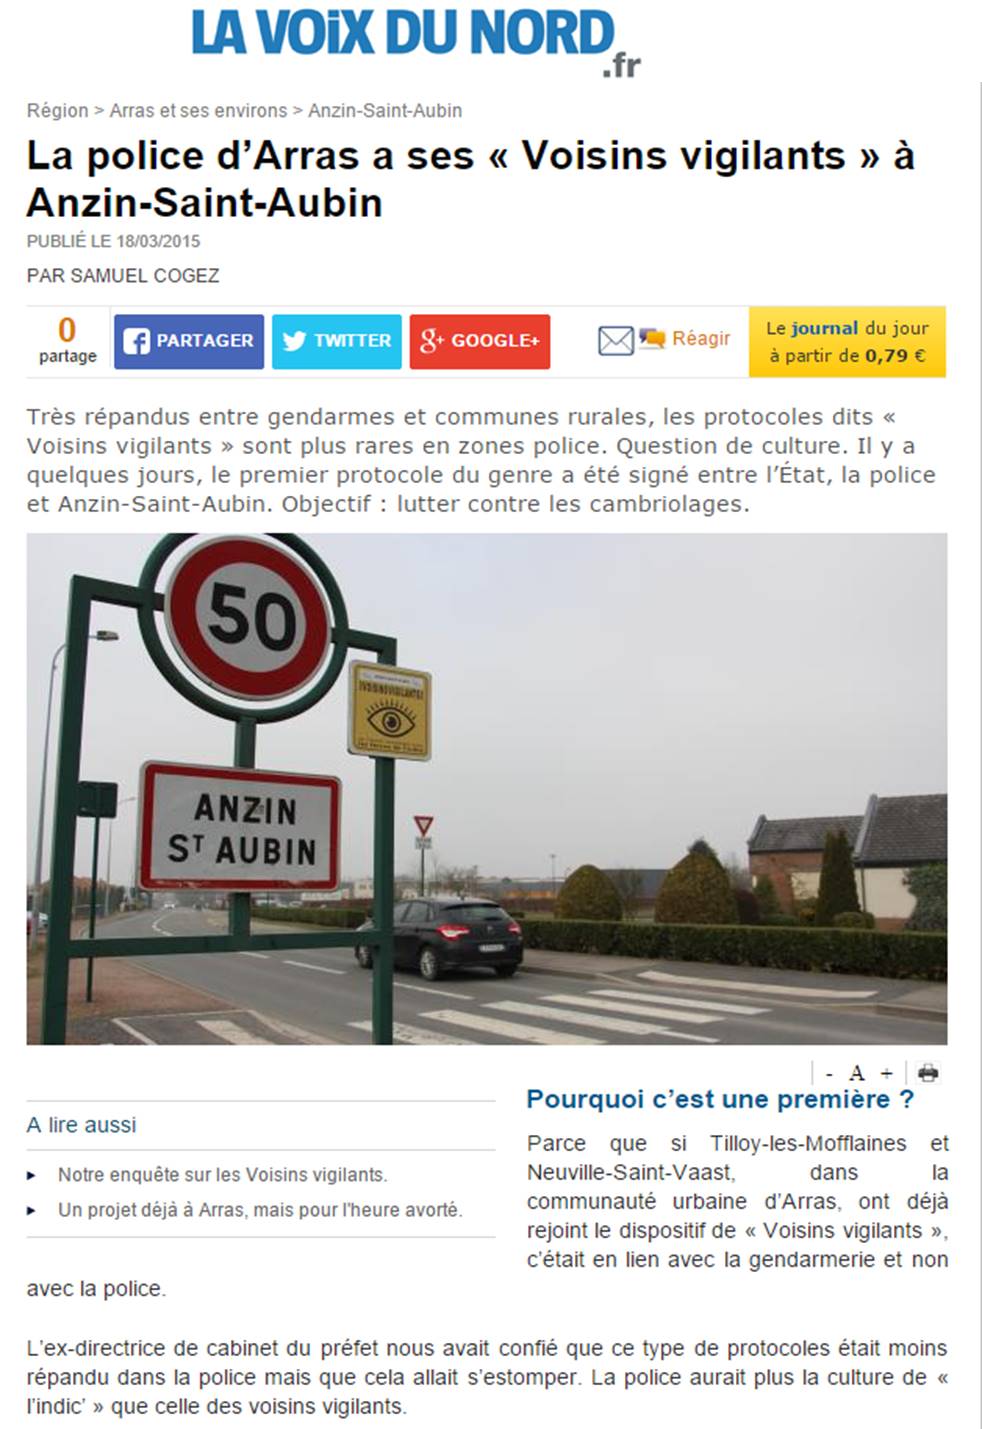 LA VOiX DU NORD
.fr
Région > Arras et ses environs > Anzin-Saint-Aubin
La police d’Arras a ses « Voisins vigilants » à
Anzin-Saint-Aubin
PUBLIÉ LE 18/03/2015
PAR SAMUEL COGEZ
0
partage
PARTAGER
TWITTER
g+ GOOGLE+
Réagir
Le journal du jour
à partir de 0,79 €
Très répandus entre gendarmes et communes rurales, les protocoles dits «
Voisins vigilants » sont plus rares en zones police. Question de culture. Il y a
quelques jours, le premier protocole du genre a été signé entre l’État, la police
et Anzin-Saint-Aubin. Objectif : lutter contre les cambriolages.
50
VOISINS VIGILANTS
ANZIN
ST AUBIN
- A +
A lire aussi
Notre enquête sur les Voisins vigilants.
Un projet déjà à Arras, mais pour l'heure avorté.
Pourquoi c’est une première ?
Parce que si Tilloy-les-Mofflaines et
Neuville-Saint-Vaast, dans la
communauté urbaine d’Arras, ont déjà
rejoint le dispositif de « Voisins vigilants »,
c’était en lien avec la gendarmerie et non
avec la police.
L’ex-directrice de cabinet du préfet nous avait confié que ce type de protocoles était moins
répandu dans la police mais que cela allait s’estomper. La police aurait plus la culture de «
l’indic’ » que celle des voisins vigilants.